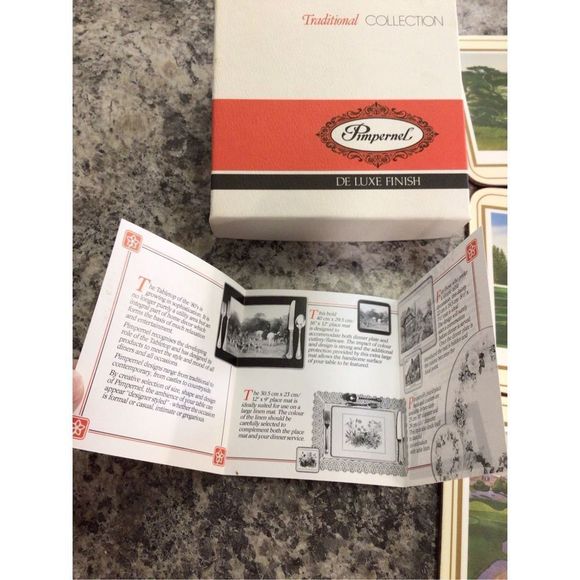 Traditional COLLECTION
Pimpernel
DE LUXE FINISH
The Tabletop of the 80's is
growing in sophistication. It is
no longer purely a utility area but an
integral part of home decor which
forms the basis of much relaxation
and entertainment.
Pimpernel recognises the developing
role of the Tabletop and has designed its
products to meet the style and mood of all
effects and all occasions.
Pimpernel designs range from traditional to
contemporary, from castles to courtyards.
By creative selection of size, shape and design
of Pimpernel, the ambience of your table can
appear "designer styled", whether the occasion
is formal or casual, intimate or gregarious.
This bold
40 cm x 29.5 cm/
16" x 12" place mat
is designed to
accommodate both dinner plate and
cutlery/flatware. The impact of colour
and design is strong and the additional
protection provided by this extra large
mat allows the handsome surface
of your table to be featured.
The 30.5 cm x 23 cm/
12" x 9" place mat is
ideally suited for use on a
large linen mat. The colour
of the linen should be
carefully selected to
complement both the place
mat and your dinner service.